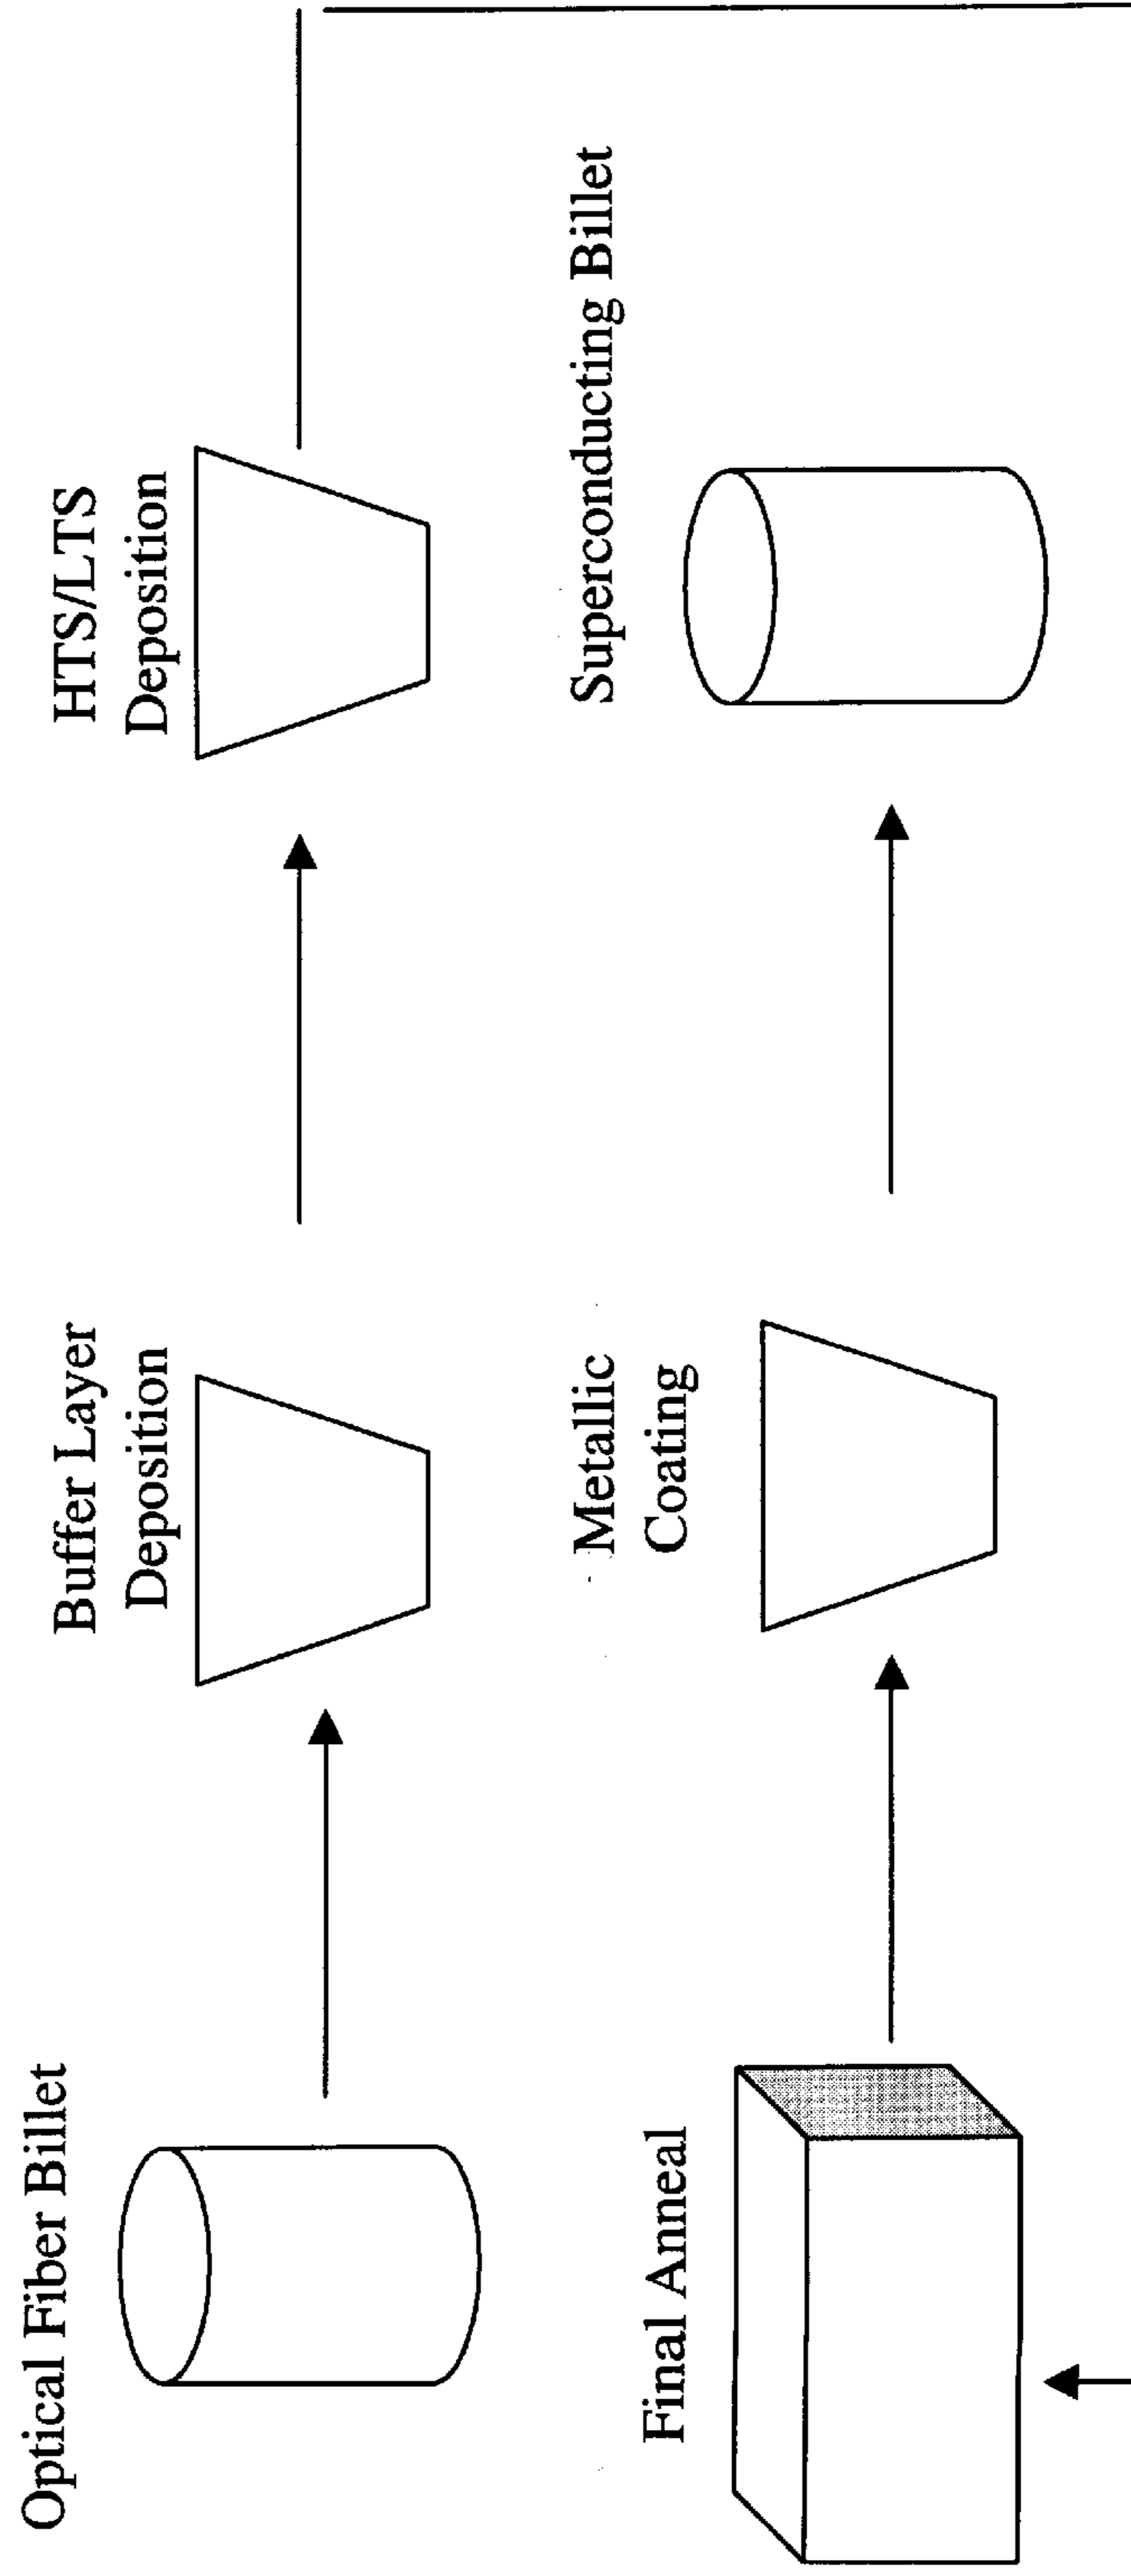 Optical Fiber Billet
Buffer Layer
Deposition
HTS/LTS
Deposition
Final Anneal
Metallic
Coating
Superconducting Billet